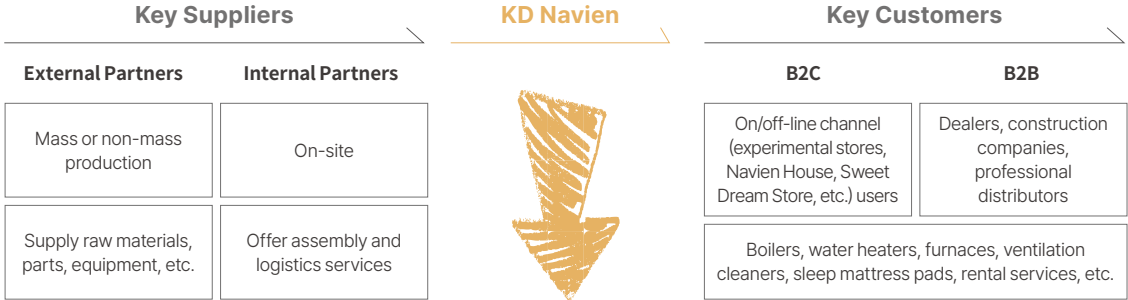 Key Suppliers
KD Navien
Key Customers
External Partners
Internal Partners
B2C
B2B
Mass or non-mass
production
On-site
On/off-line channel
(experimental stores,
Navien House, Sweet
Dream Store, etc.) users
Dealers, construction
companies,
professional
distributors
Supply raw materials,
parts, equipment, etc.
Offer assembly and
logistics services
Boilers, water heaters, furnaces, ventilation
cleaners, sleep mattress pads, rental services, etc.